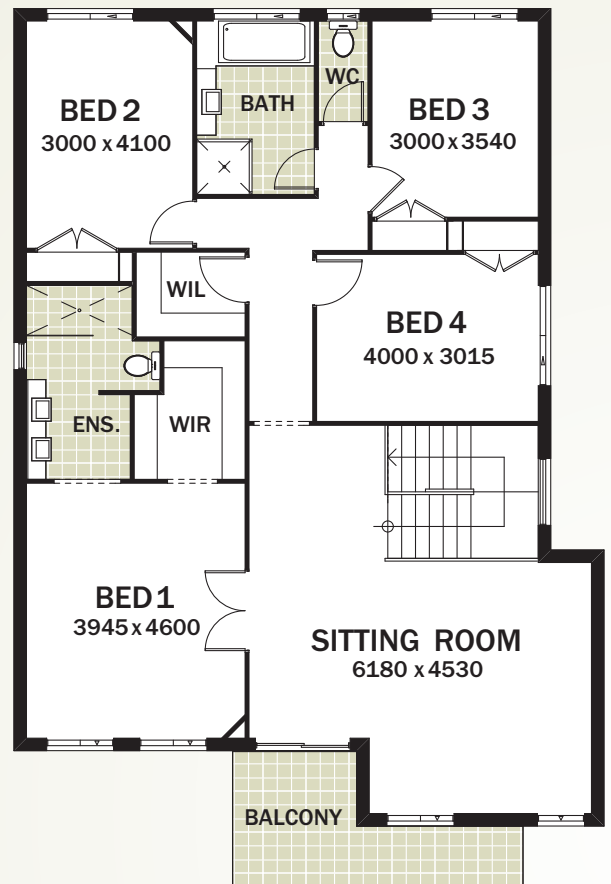 BED 2
3000 x 4100
BATH
WC
BED 3
3000 x 3540
WIL
BED 4
4000 x 3015
ENS.
WIR
BED 1
3945 x 4600
SITTING ROOM
6180 x 4530
BALCONY